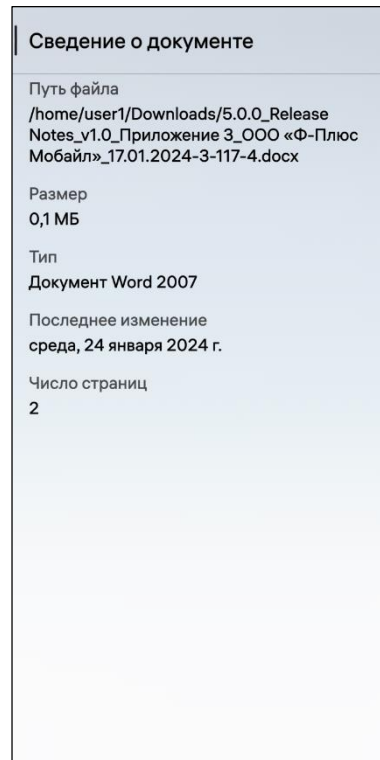 Сведение о документе
Путь файла
/home/user1/Downloads/5.0.0_Release
Notes_v1.0_Приложение 3_ООО «Ф-Плюс
Мобайл»_17.01.2024-3-117-4.docx
Размер
0,1 МБ
Тип
Документ Word 2007
Последнее изменение
среда, 24 января 2024 г.
Число страниц
2